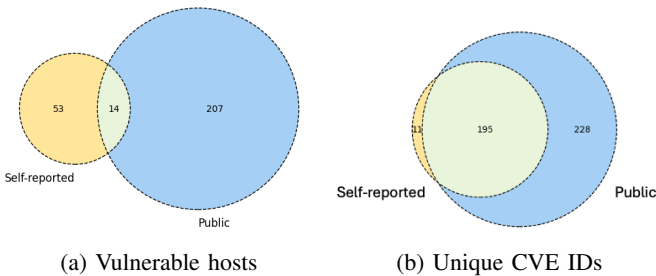 53
14
207
Self-reported
Public
(a) Vulnerable hosts
11
195
228
Self-reported
Public
(b) Unique CVE IDs